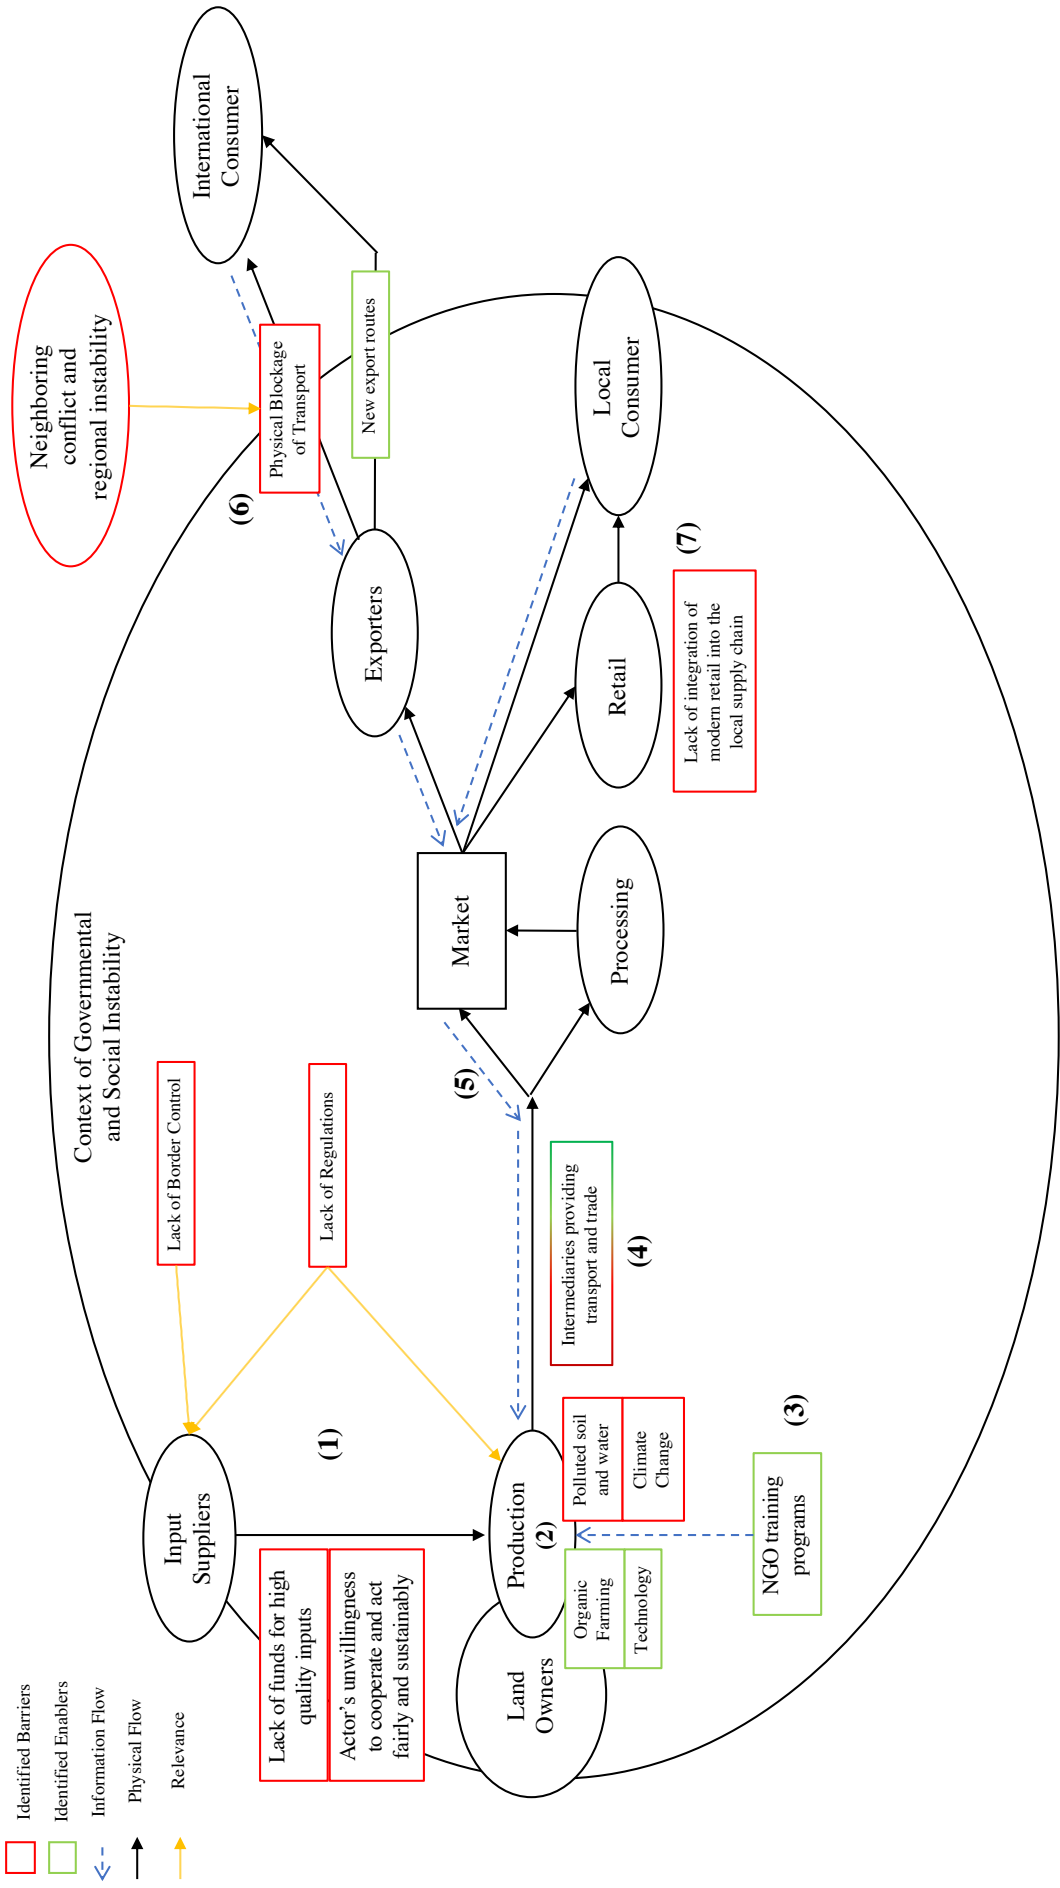 Identified Barriers
Identified Enablers
Information Flow
Physical Flow
Relevance
Context of Governmental
and Social Instability
Neighboring
conflict and
regional instability
International
Consumer
Input
Suppliers
Lack of Border Control
Lack of Regulations
(1)
Lack of funds for high
quality inputs
Actor's unwillingness
to cooperate and act
fairly and sustainably
Land
Owners
Production
(2)
Organic
Farming
Technology
Polluted soil
and water
Climate
Change
NGO training
programs
(3)
Intermediaries providing
transport and trade
(4)
(5)
Market
Processing
Exporters
(6)
Physical Blockage
of Transport
New export routes
Retail
Local
Consumer
(7)
Lack of integration of
modern retail into the
local supply chain